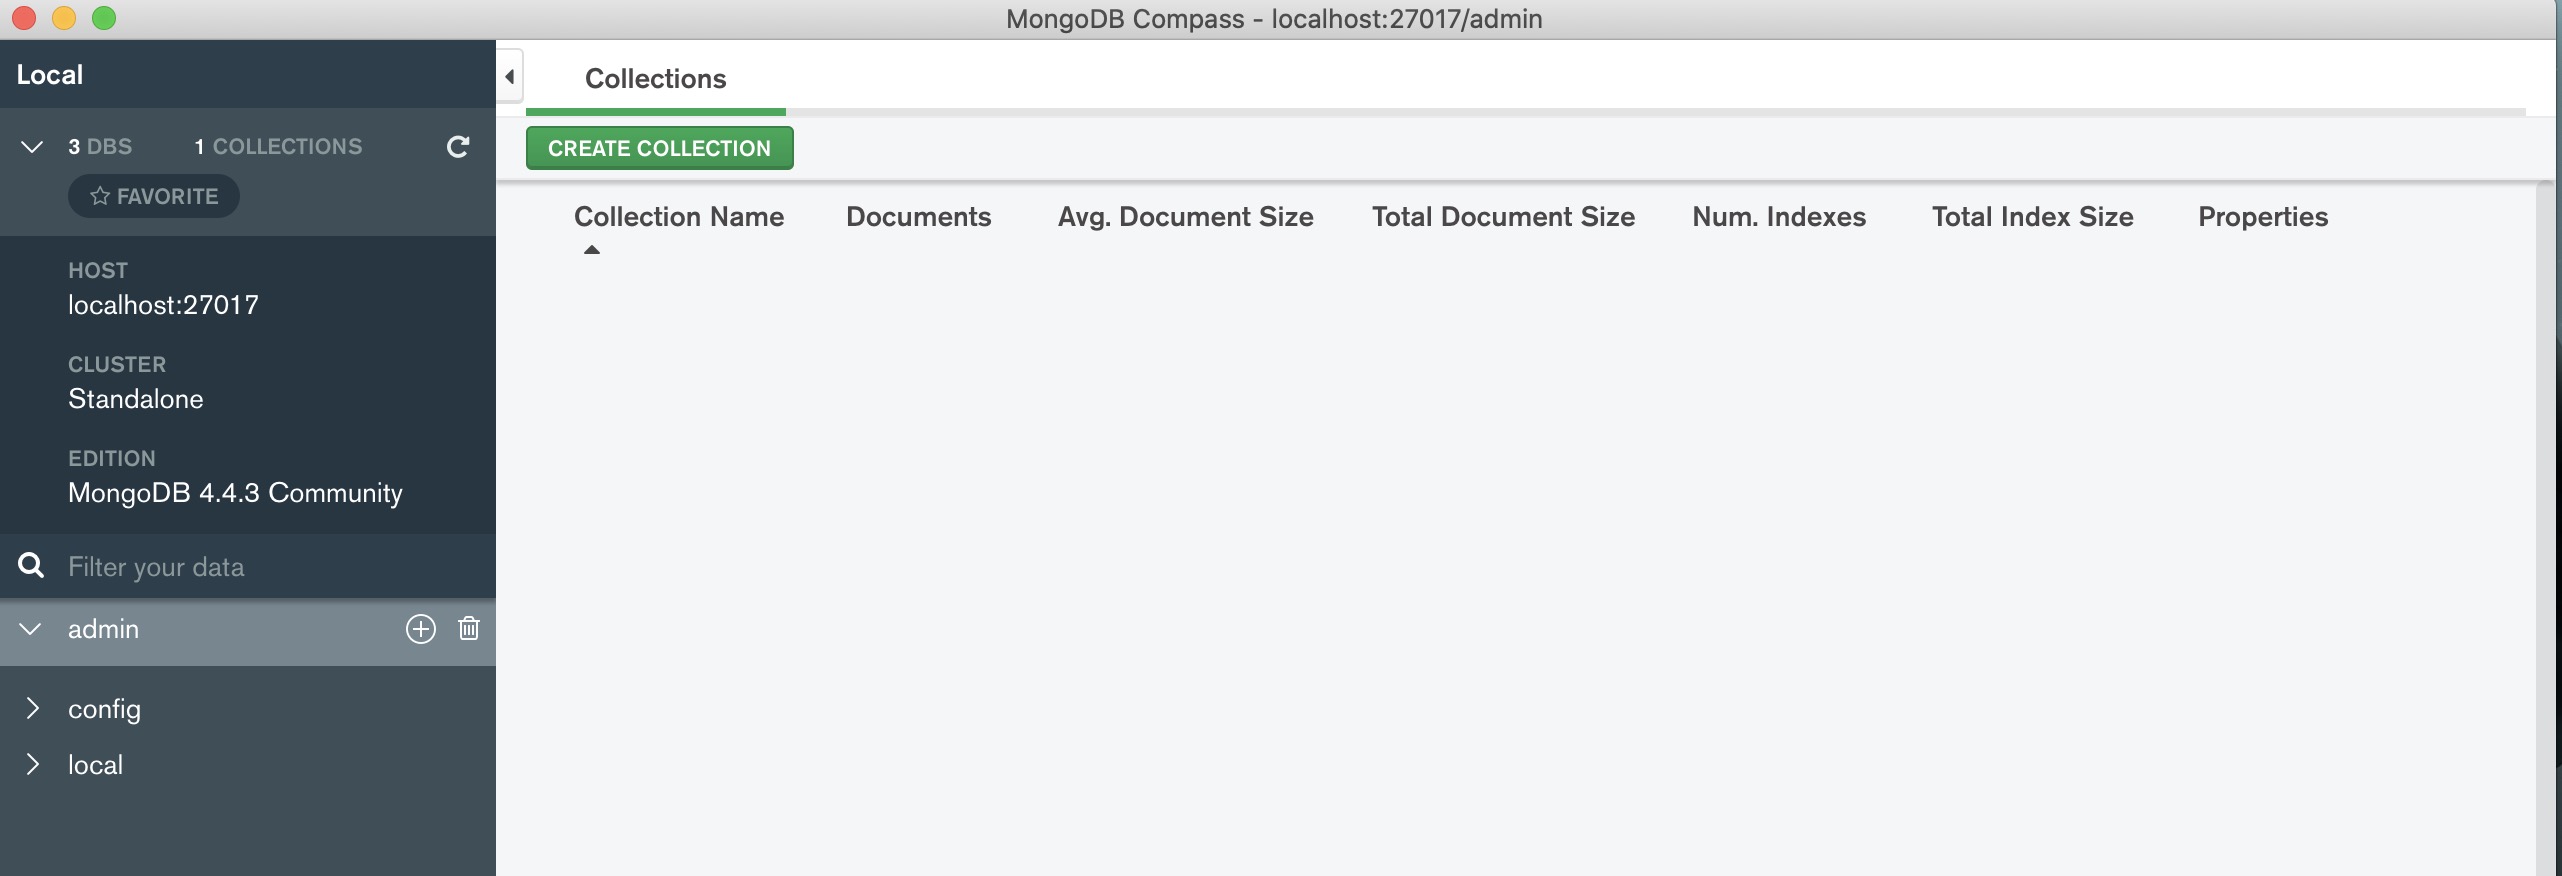 MongoDB Compass - localhost:27017/admin
Local
3 DBS 1 COLLECTIONS
FAVORITE
HOST
localhost:27017
CLUSTER
Standalone
EDITION
MongoDB 4.4.3 Community
Filter your data
admin
config
local
Collections
CREATE COLLECTION
Collection Name Documents Avg. Document Size Total Document Size Num. Indexes Total Index Size Properties